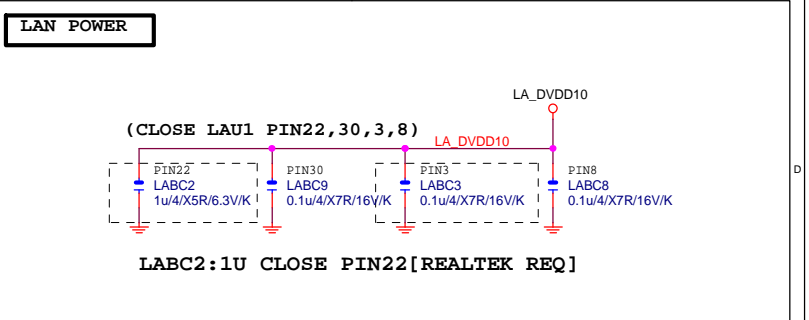 LAN POWER
LA_DVDD10
(CLOSE LAU1 PIN22,30,3,8)
LA_DVDD10
D
PIN22
LABC2
1u/4/X5R/6.3V/K
PIN30
LABC9
0.1u/4/X7R/16V/K
PIN3
LABC3
0.1u/4/X7R/16V/K
PIN8
LABC8
0.1u/4/X7R/16V/K
LABC2:1U CLOSE PIN22[REALTEK REQ]